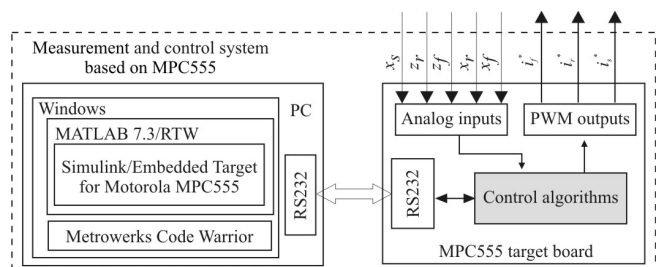 Measurement and control system
based on MPC555
Windows
PC
MATLAB 7.3/RTW
Simulink/Embedded Target
for Motorola MPC555
Metrowerks Code Warrior
RS232
x_s
z_r
z_f
x_r
x_f
i_f^*
i_r^*
i_s^*
Analog inputs
PWM outputs
RS232
Control algorithms
MPC555 target board